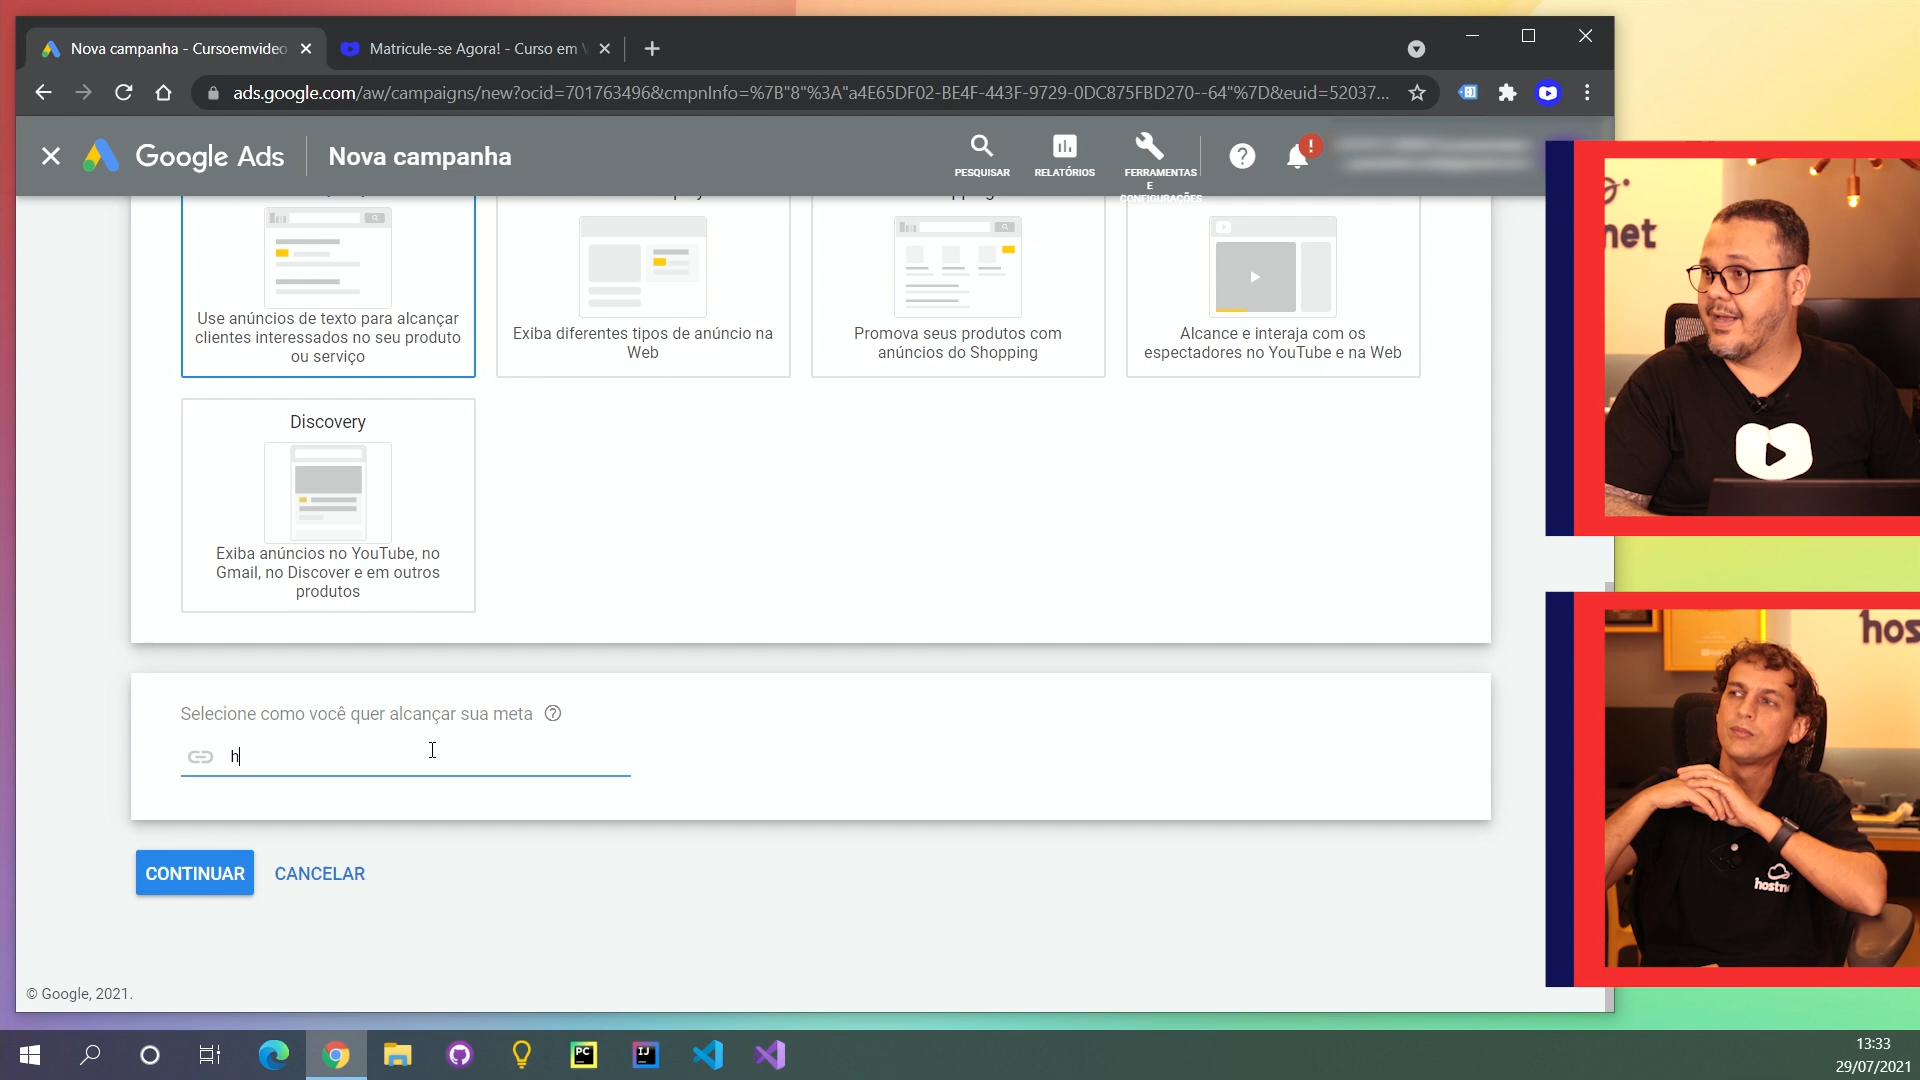 Nova campanha - Cursoemvideo
Matricule-se Agora! - Curso em V
ads.google.com/aw/campaigns/new?ocid=701763496&cmpnInfo=%7B"8"%3A"a4E65DF02-BE4F-443F-9729-0DC875FBD270--64"%7D&euid=52037...
Google Ads
Nova campanha
PESQUISAR
RELATÓRIOS
FERRAMENTAS
E
CONFIGURAÇÕES
Use anúncios de texto para alcançar
clientes interessados no seu produto
ou serviço
Exiba diferentes tipos de anúncio na
Web
Promova seus produtos com
anúncios do Shopping
Alcance e interaja com os
espectadores no YouTube e na Web
Discovery
Exiba anúncios no YouTube, no
Gmail, no Discover e em outros
produtos
Selecione como você quer alcançar sua meta
h
CONTINUAR
CANCELAR
© Google, 2021.
net
hos
hostn
PC
IJ
13:33
29/07/2021